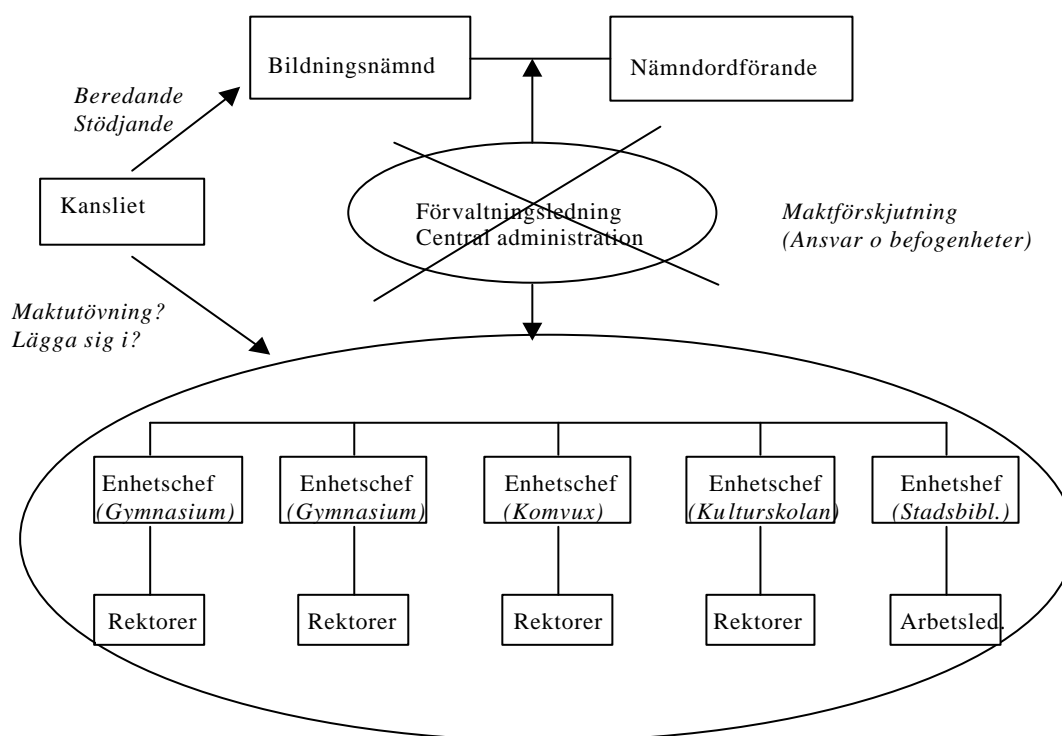 Bildningsnämnd
Nämndordförande
Beredande
Stödjande
Kansliet
Förvaltningsledning
Central administration
Maktförskjutning
(Ansvar o befogenheter)
Maktutövning?
Lägga sig i?
Enhetschef
(Gymnasium)
Enhetschef
(Gymnasium)
Enhetschef
(Komvux)
Enhetschef
(Kulturskolan)
Enhetshef
(Stadsbibl.)
Rektorer
Rektorer
Rektorer
Rektorer
Arbetsled.